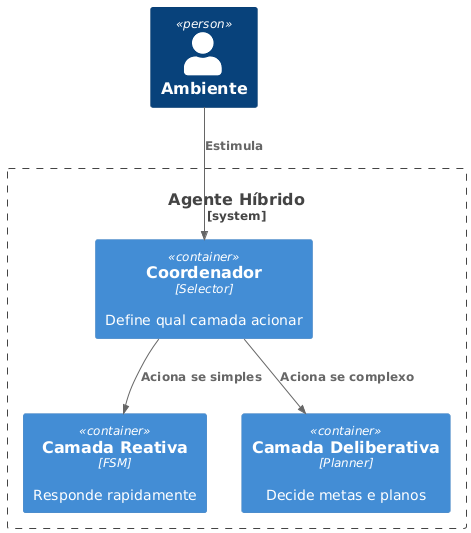 «person»
Ambiente
Estimula
Agente Híbrido
[system]
«container»
Coordenador
[Selector]
Define qual camada acionar
Aciona se simples
Aciona se complexo
«container»
Camada Reativa
[FSM]
Responde rapidamente
«container»
Camada Deliberativa
[Planner]
Decide metas e planos